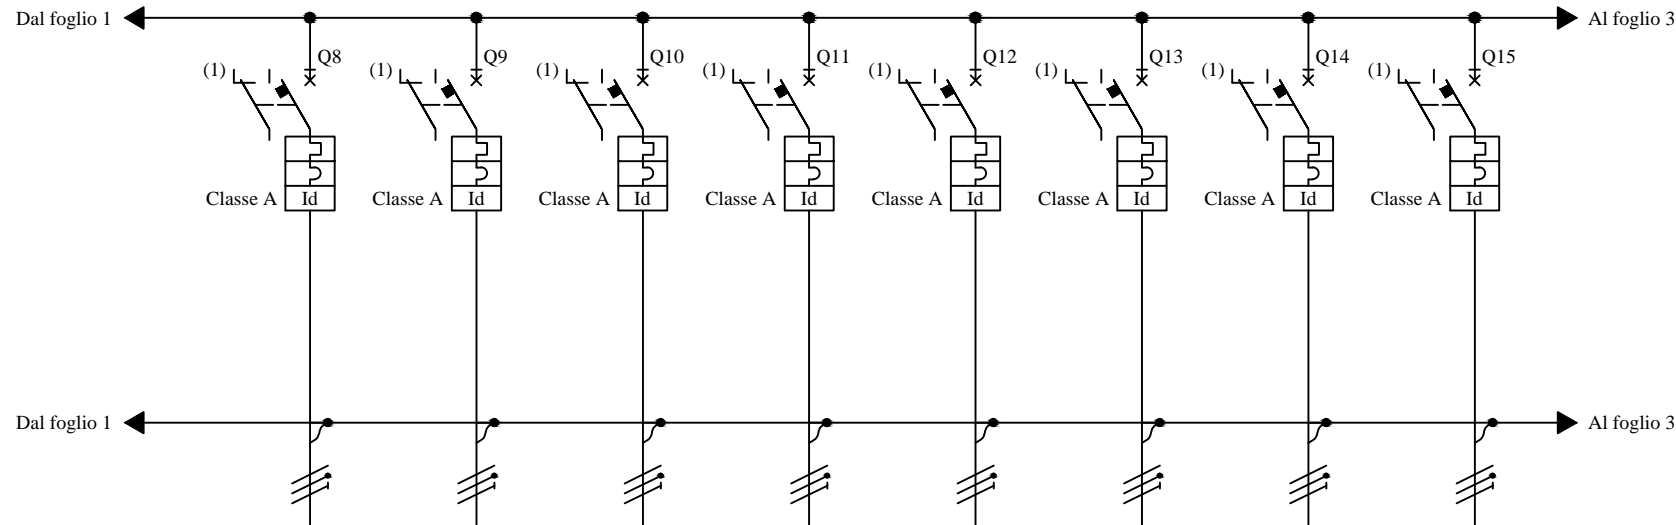 Dal foglio 1 Al foglio 3
Q8 Q9 Q10 Q11 Q12 Q13 Q14 Q15
(1) (1) (1) (1) (1) (1) (1) (1)
Classe A Id Classe A Id Classe A Id Classe A Id Classe A Id Classe A Id Classe A Id Classe A Id
Dal foglio 1 Al foglio 3